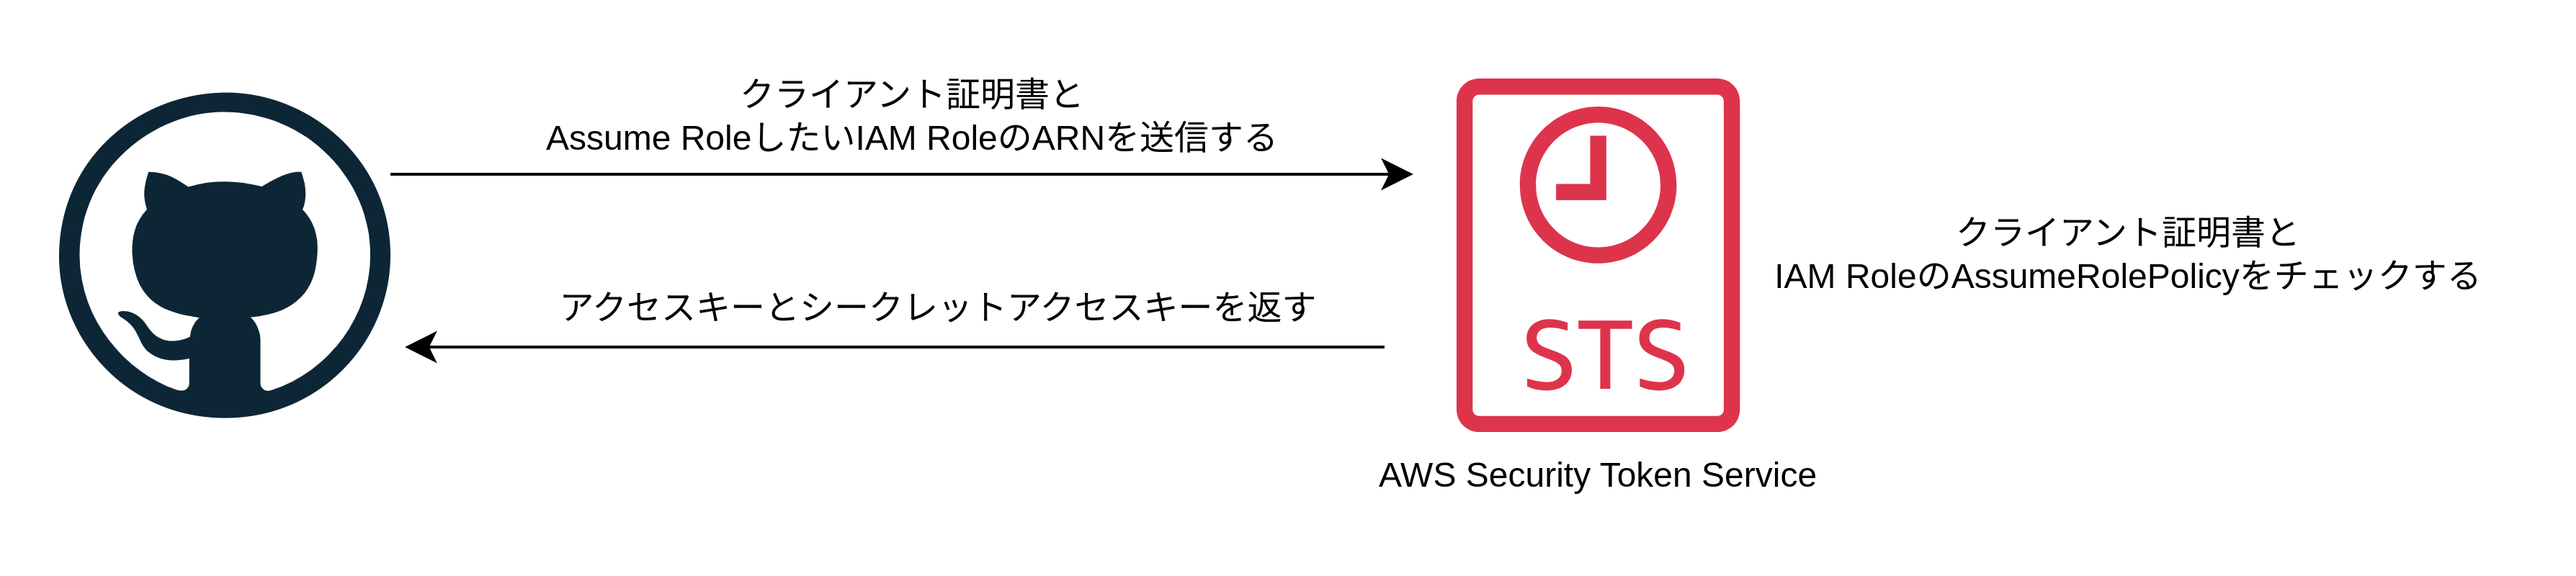 クライアント証明書と
Assume RoleしたいIAM RoleのARNを送信する
アクセスキーとシークレットアクセスキーを返す
STS
AWS Security Token Service
クライアント証明書と
IAM RoleのAssumeRolePolicyをチェックする